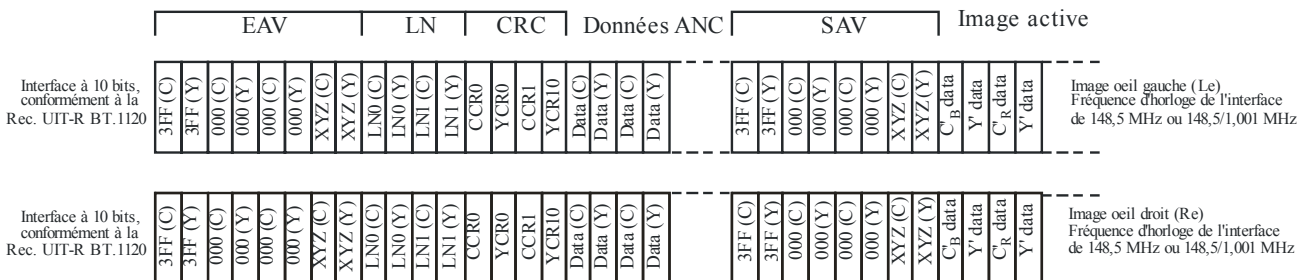 EAV LN CRC Données ANC SAV Image active
Interface à 10 bits,
conformément à la
Rec. UIT-R BT.1120
3FF (C) 3FF (Y) 000 (C) 000 (Y) 000 (C) 000 (Y) XYZ (C) XYZ (Y) LN0 (C) LN0 (Y) LN1 (C) LN1 (Y) CCR0 YCR0 CCR1 YCR10 Data (C) Data (Y) Data (C) Data (Y) 3FF (C) 3FF (Y) 000 (C) 000 (Y) 000 (C) 000 (Y) XYZ (C) XYZ (Y) C'B data Y' data C'R data Y' data
Image oeil gauche (Le)
Fréquence d'horloge de l'interface
de 148,5 MHz ou 148,5/1,001 MHz
Interface à 10 bits,
conformément à la
Rec. UIT-R BT.1120
3FF (C) 3FF (Y) 000 (C) 000 (Y) 000 (C) 000 (Y) XYZ (C) XYZ (Y) LN0 (C) LN0 (Y) LN1 (C) LN1 (Y) CCR0 YCR0 CCR1 YCR10 Data (C) Data (Y) Data (C) Data (Y) 3FF (C) 3FF (Y) 000 (C) 000 (Y) 000 (C) 000 (Y) XYZ (C) XYZ (Y) C'B data Y' data C'R data Y' data
Image oeil droit (Re)
Fréquence d'horloge de l'interface
de 148,5 MHz ou 148,5/1,001 MHz